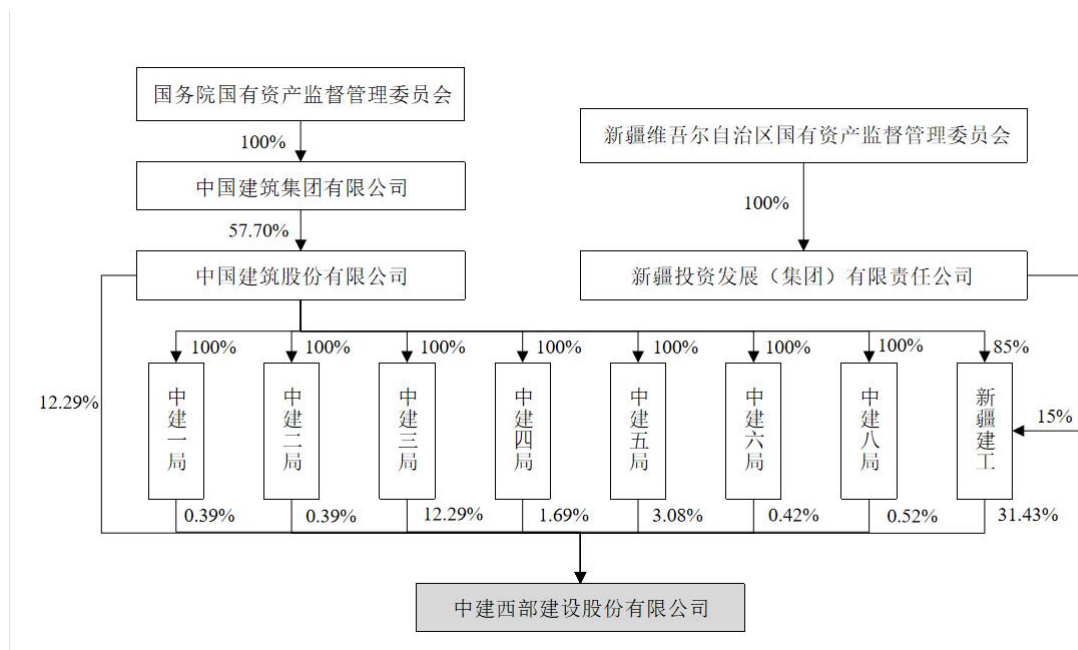 国务院国有资产监督管理委员会
新疆维吾尔自治区国有资产监督管理委员会
100%
中国建筑集团有限公司
100%
57.70%
中国建筑股份有限公司
新疆投资发展（集团）有限责任公司
100%
100%
100%
100%
100%
100%
100%
85%
12.29%
中建一局
中建二局
中建三局
中建四局
中建五局
中建六局
中建八局
新疆建工
15%
0.39%
0.39%
12.29%
1.69%
3.08%
0.42%
0.52%
31.43%
中建西部建设股份有限公司